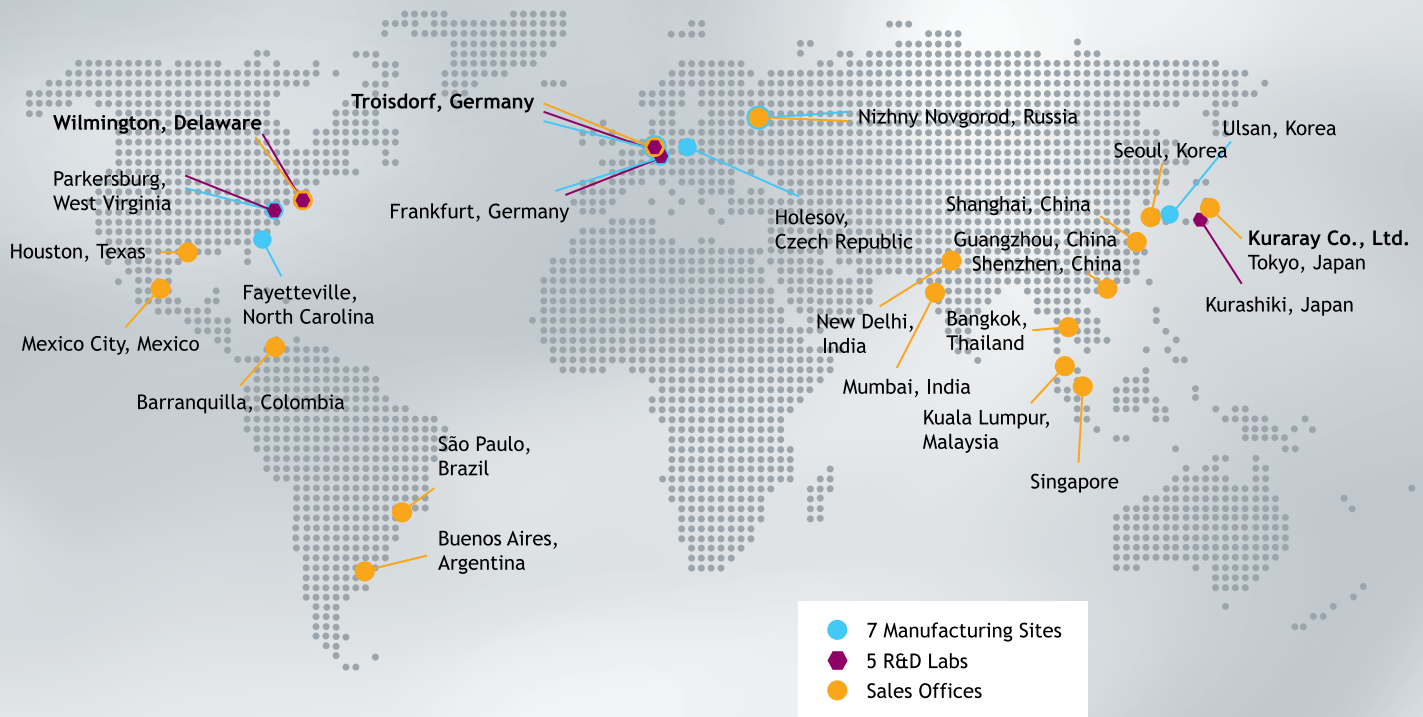 Troisdorf, Germany
Wilmington, Delaware
Nizhny Novgorod, Russia
Ulsan, Korea
Seoul, Korea
Parkersburg,
West Virginia
Frankfurt, Germany
Holesov,
Czech Republic
Shanghai, China
Guangzhou, China
Shenzhen, China
Kuraray Co., Ltd.
Tokyo, Japan
Houston, Texas
Kurashiki, Japan
Fayetteville,
North Carolina
Mexico City, Mexico
New Delhi,
India
Bangkok,
Thailand
Mumbai, India
Barranquilla, Colombia
Kuala Lumpur,
Malaysia
São Paulo,
Brazil
Singapore
Buenos Aires,
Argentina
7 Manufacturing Sites
5 R&D Labs
Sales Offices